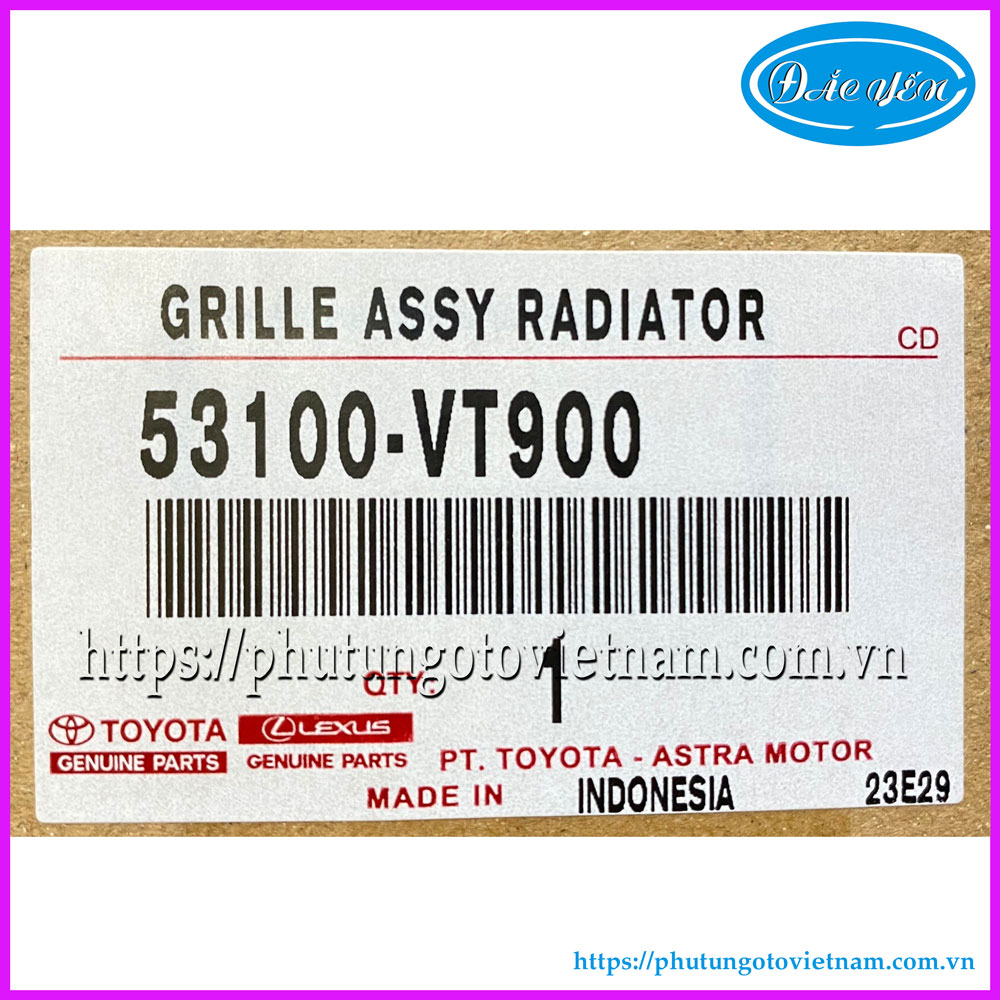 ĐẮC YẾN
GRILLE ASSY RADIATOR
CD
53100-VT900
https://phutungotovietnam.com.vn
QTY: 1
TOYOTA
GENUINE PARTS
LEXUS
GENUINE PARTS
PT. TOYOTA - ASTRA MOTOR
MADE IN INDONESIA
23E29
https://phutungotovietnam.com.vn